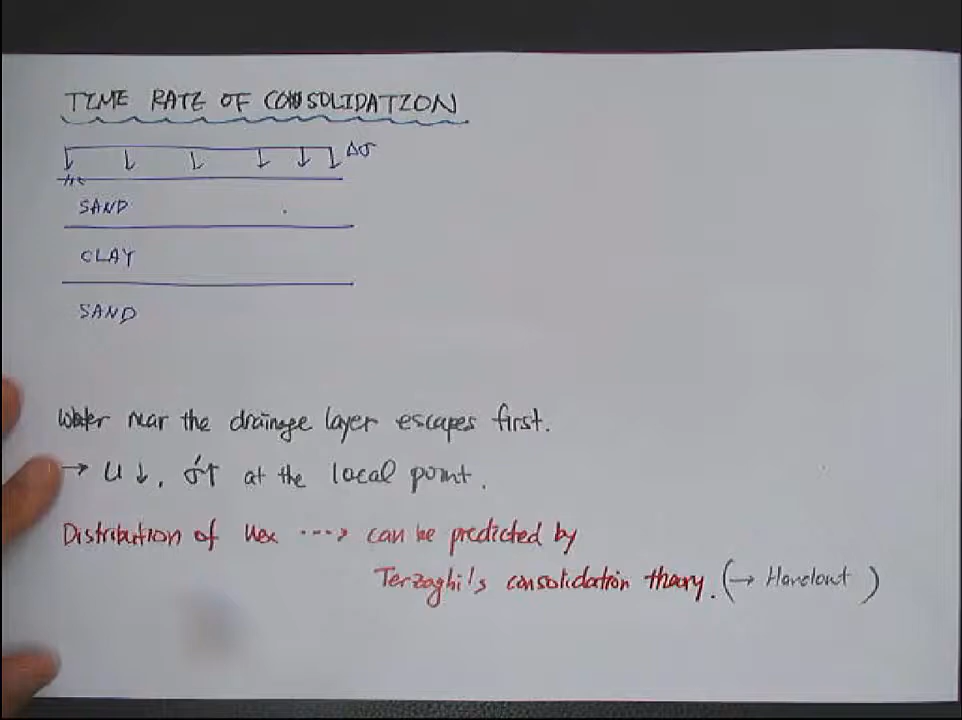 TIME RATE OF CONSOLIDATION
Δσ
SAND
CLAY
SAND
Water near the drainage layer escapes first.
→ u↓, σ'↑ at the local point.
Distribution of uex ····> can be predicted by
Terzaghi's consolidation theory. (→ Handout )